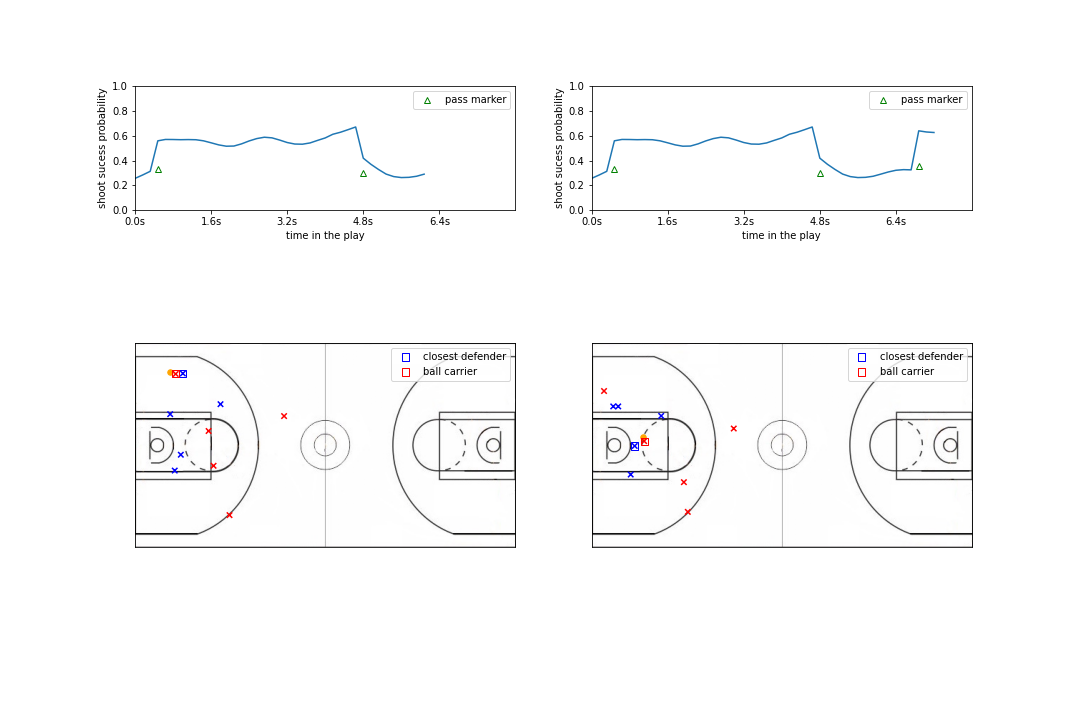 shoot sucess probability
1.0
0.8
0.6
0.4
0.2
0.0
pass marker
0.0s 1.6s 3.2s 4.8s 6.4s
time in the play
shoot sucess probability
1.0
0.8
0.6
0.4
0.2
0.0
pass marker
0.0s 1.6s 3.2s 4.8s 6.4s
time in the play
closest defender
ball carrier
closest defender
ball carrier